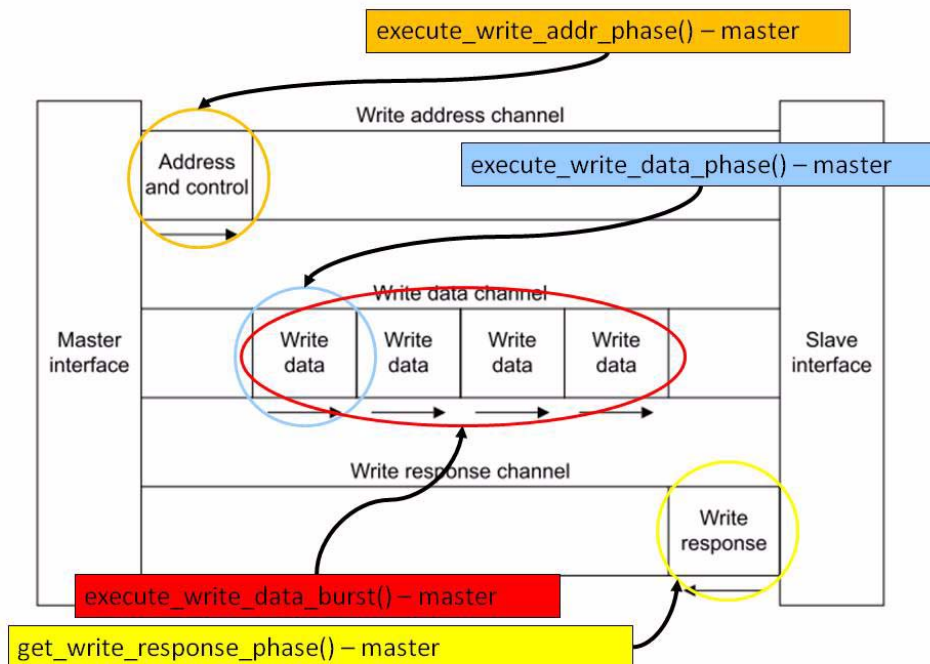 execute_write_addr_phase() – master
Write address channel
Address
and control
execute_write_data_phase() – master
Write data channel
Master
interface
Write
data
Write
data
Write
data
Write
data
Slave
interface
Write response channel
Write
response
execute_write_data_burst() – master
get_write_response_phase() – master